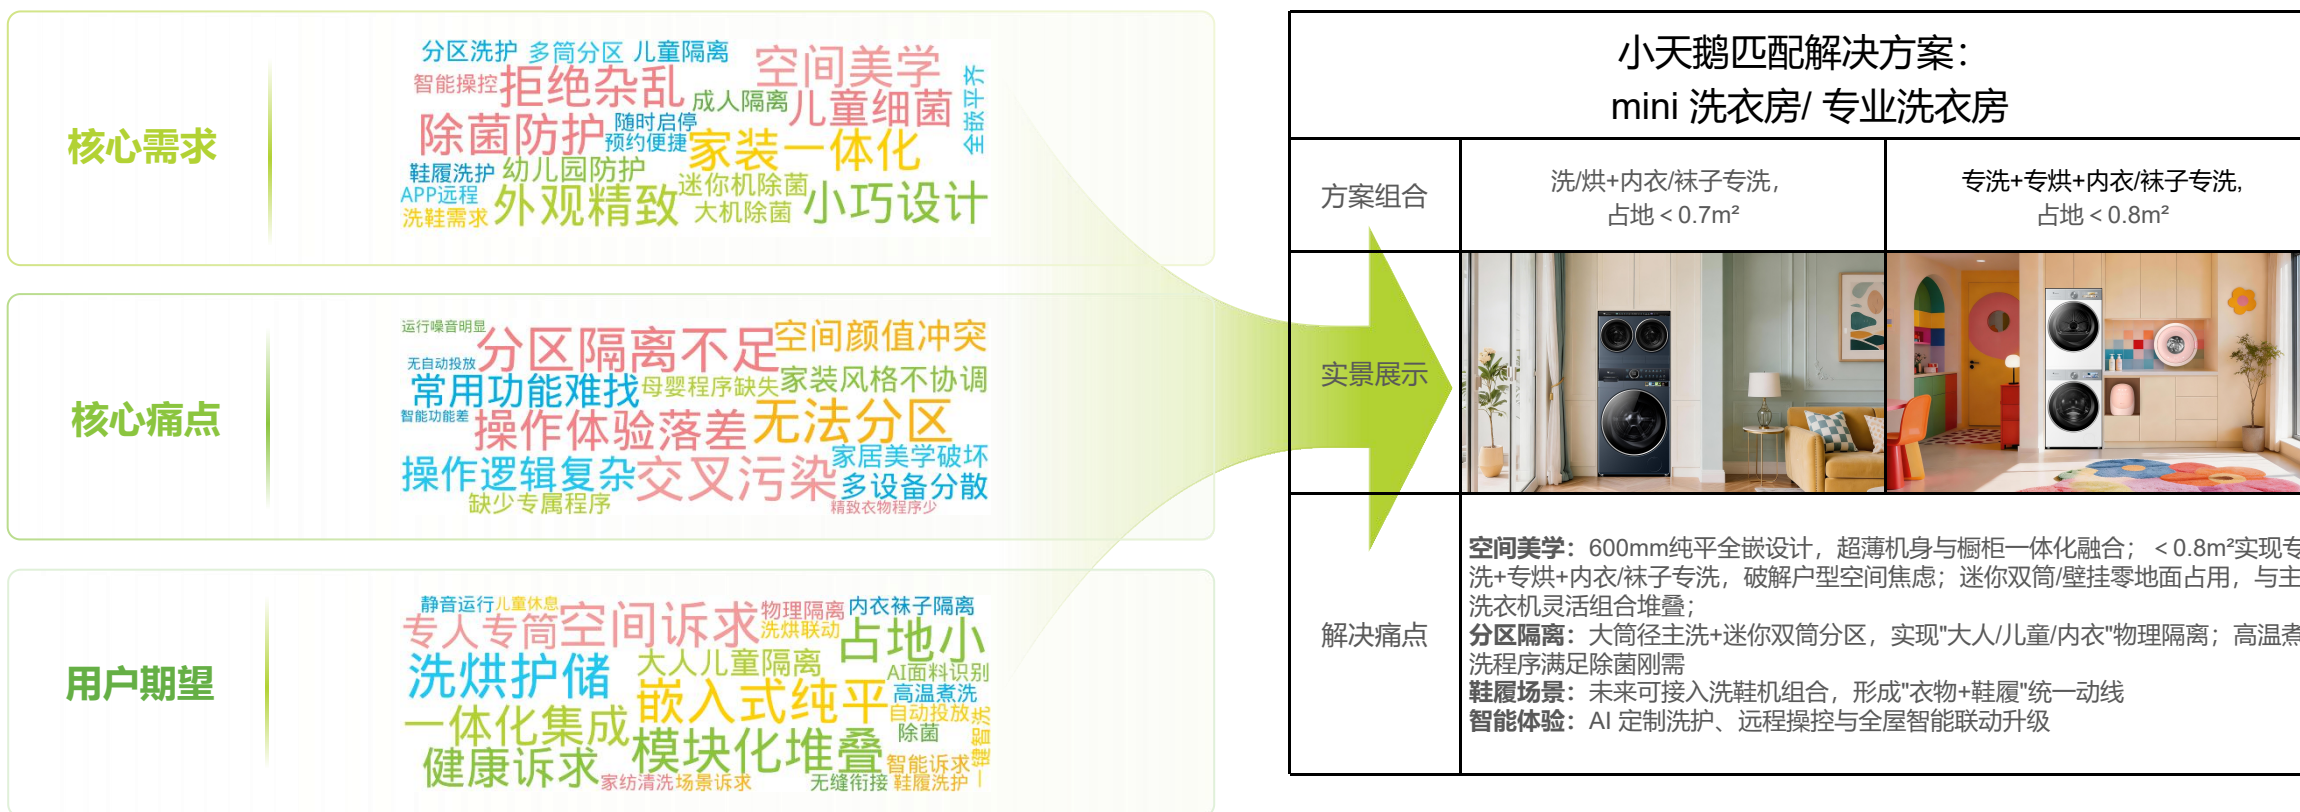 核心需求
分区洗护 多筒分区 儿童隔离 空间美学
智能操控 拒绝杂乱 成人隔离 儿童细菌 全嵌平齐
除菌防护 随时启停
预约便捷 家装一体化
鞋履洗护 幼儿园防护
APP远程 外观精致 迷你机除菌 小巧设计
洗鞋需求 大机除菌
核心痛点
运行噪音明显 分区隔离不足 空间颜值冲突
无自动投放
常用功能难找 母婴程序缺失 家装风格不协调
智能功能差 操作体验落差 无法分区
操作逻辑复杂 交叉污染 家居美学破坏
多设备分散
缺少专属程序 精致衣物程序少
用户期望
静音运行 儿童休息 空间诉求 物理隔离 内衣袜子隔离
专人专筒 洗烘联动 占地小
洗烘护储 大人儿童隔离 AI面料识别
嵌入式纯平 高温煮洗
一体化集成 自动投放 一键智洗
模块化堆叠 除菌
健康诉求 智能诉求
家纺清洗 场景诉求 无缝衔接 鞋履洗护
小天鹅匹配解决方案：
mini 洗衣房/ 专业洗衣房
方案组合
洗/烘+内衣/袜子专洗，
占地＜0.7m²
专洗+专烘+内衣/袜子专洗,
占地＜0.8m²
实景展示
解决痛点
空间美学：600mm纯平全嵌设计，超薄机身与橱柜一体化融合；＜0.8m²实现专
洗+专烘+内衣/袜子专洗，破解户型空间焦虑；迷你双筒/壁挂零地面占用，与主
洗衣机灵活组合堆叠；
分区隔离：大筒径主洗+迷你双筒分区，实现"大人/儿童/内衣"物理隔离；高温煮
洗程序满足除菌刚需
鞋履场景：未来可接入洗鞋机组合，形成"衣物+鞋履"统一动线
智能体验：AI 定制洗护、远程操控与全屋智能联动升级